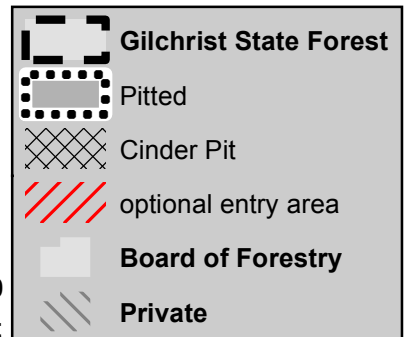 Gilchrist State Forest
Pitted
Cinder Pit
optional entry area
Board of Forestry
Private